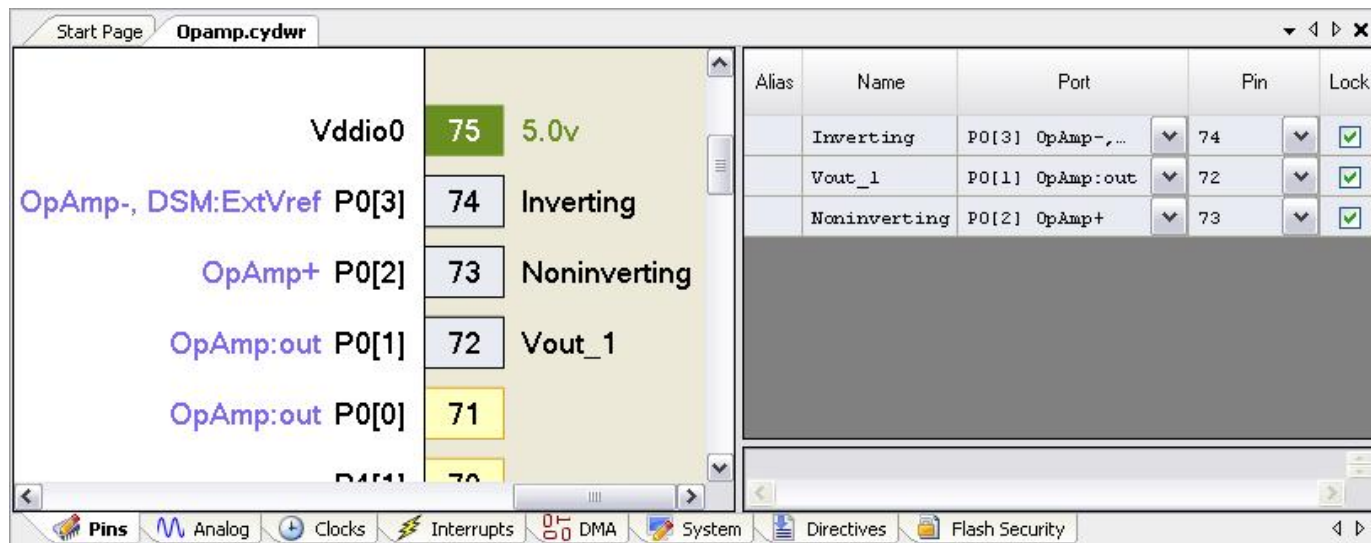 Start Page Opamp.cydwr
Vddio0 75 5.0v
OpAmp-, DSM:ExtVref P0[3] 74 Inverting
OpAmp+ P0[2] 73 Noninverting
OpAmp:out P0[1] 72 Vout_1
OpAmp:out P0[0] 71
Alias Name Port Pin Lock
Inverting P0[3] OpAmp-,… 74
Vout_1 P0[1] OpAmp:out 72
Noninverting P0[2] OpAmp+ 73
Pins Analog Clocks Interrupts DMA System Directives Flash Security